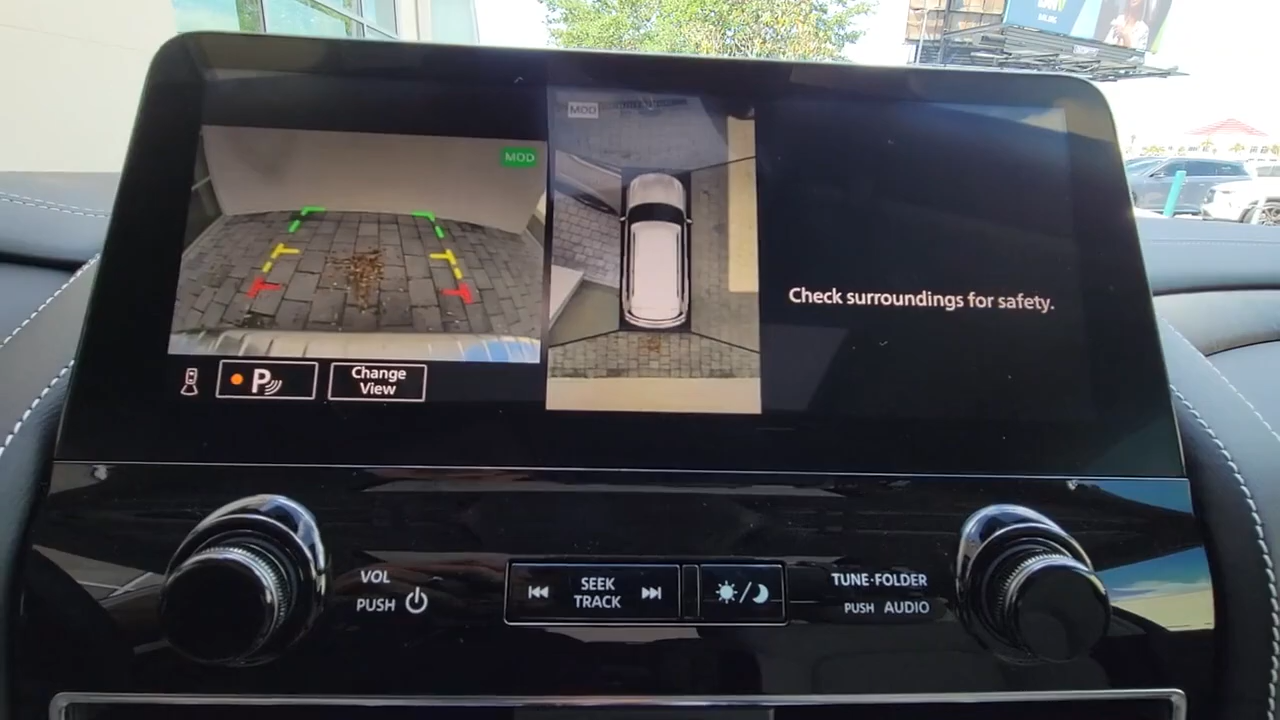 MOD
MOD
Check surroundings for safety.
P
Change
View
VOL
PUSH
SEEK
TRACK
/
TUNE·FOLDER
PUSH AUDIO